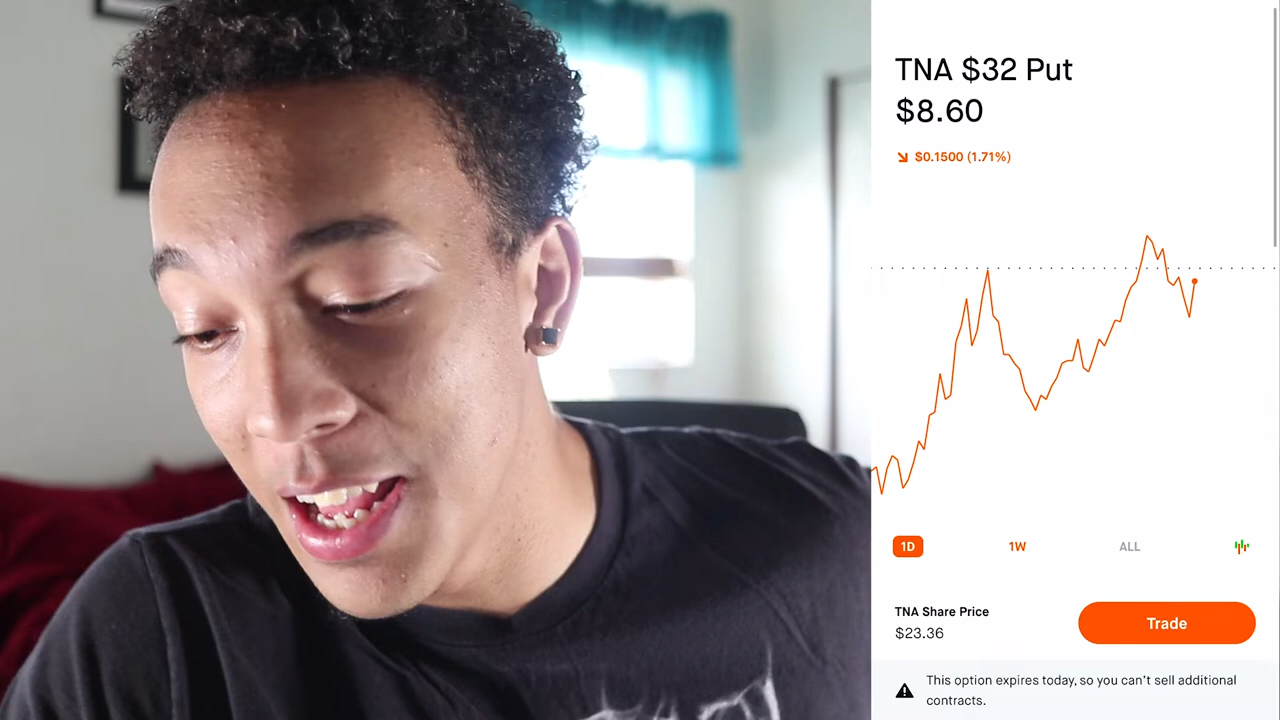 TNA $32 Put
$8.60
$0.1500 (1.71%)
1D 1W ALL
TNA Share Price
$23.36
Trade
This option expires today, so you can't sell additional
contracts.